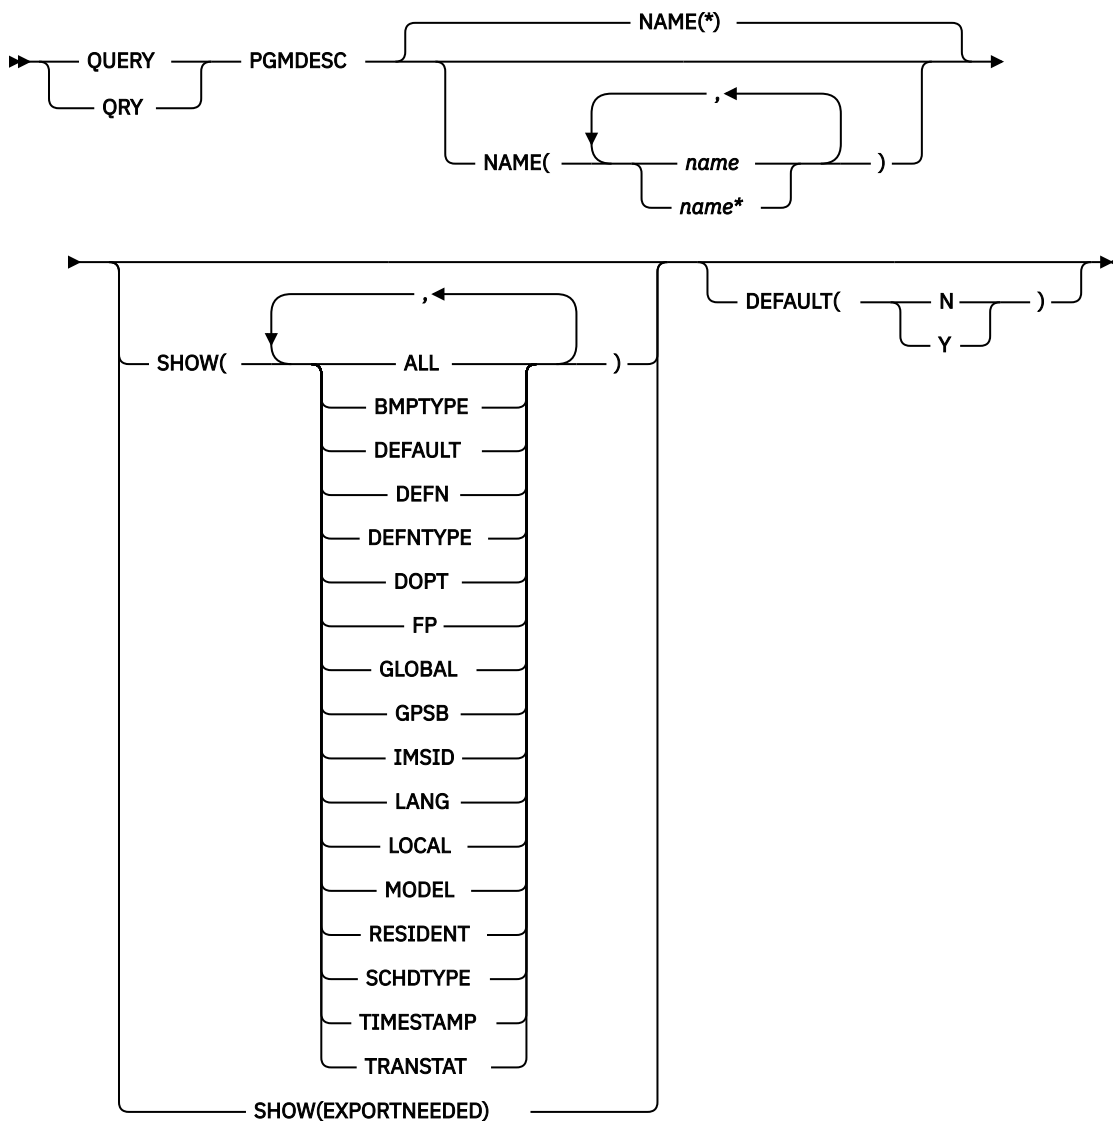 NAME(*)
QUERY PGMDESC
QRY
,
NAME( name )
name*
DEFAULT( N )
Y
,
SHOW( ALL )
BMPTYPE
DEFAULT
DEFN
DEFNTYPE
DOPT
FP
GLOBAL
GPSB
IMSID
LANG
LOCAL
MODEL
RESIDENT
SCHDTYPE
TIMESTAMP
TRANSTAT
SHOW(EXPORTNEEDED)